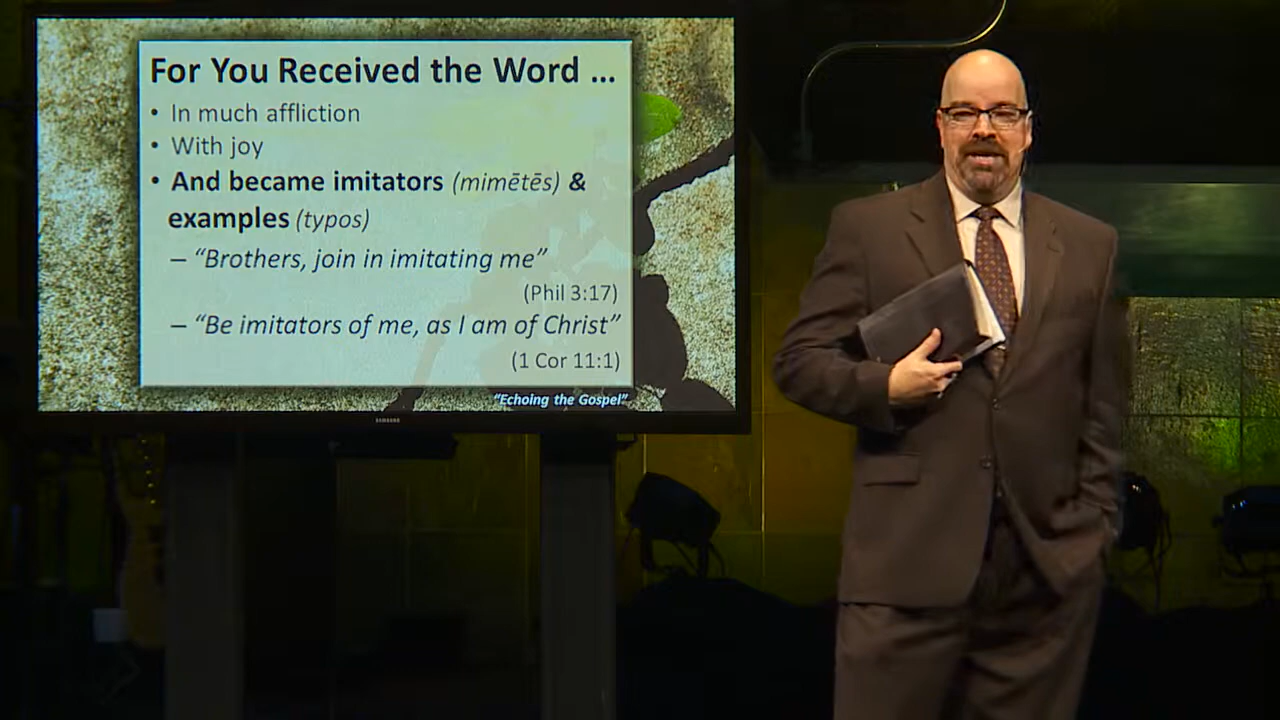 For You Received the Word ...
• In much affliction
• With joy
• And became imitators (mimētēs) &
examples (typos)
– “Brothers, join in imitating me”
(Phil 3:17)
– “Be imitators of me, as I am of Christ”
(1 Cor 11:1)
“Echoing the Gospel”
SAMSUNG